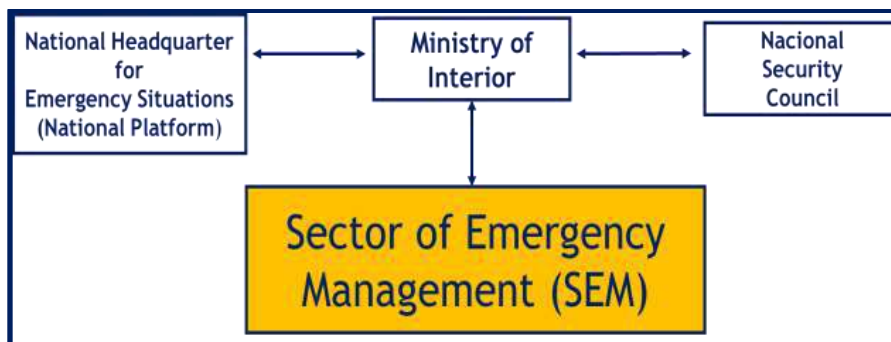 National Headquarter
for
Emergency Situations
(National Platform)
Ministry of
Interior
Nacional
Security
Council
Sector of Emergency
Management (SEM)